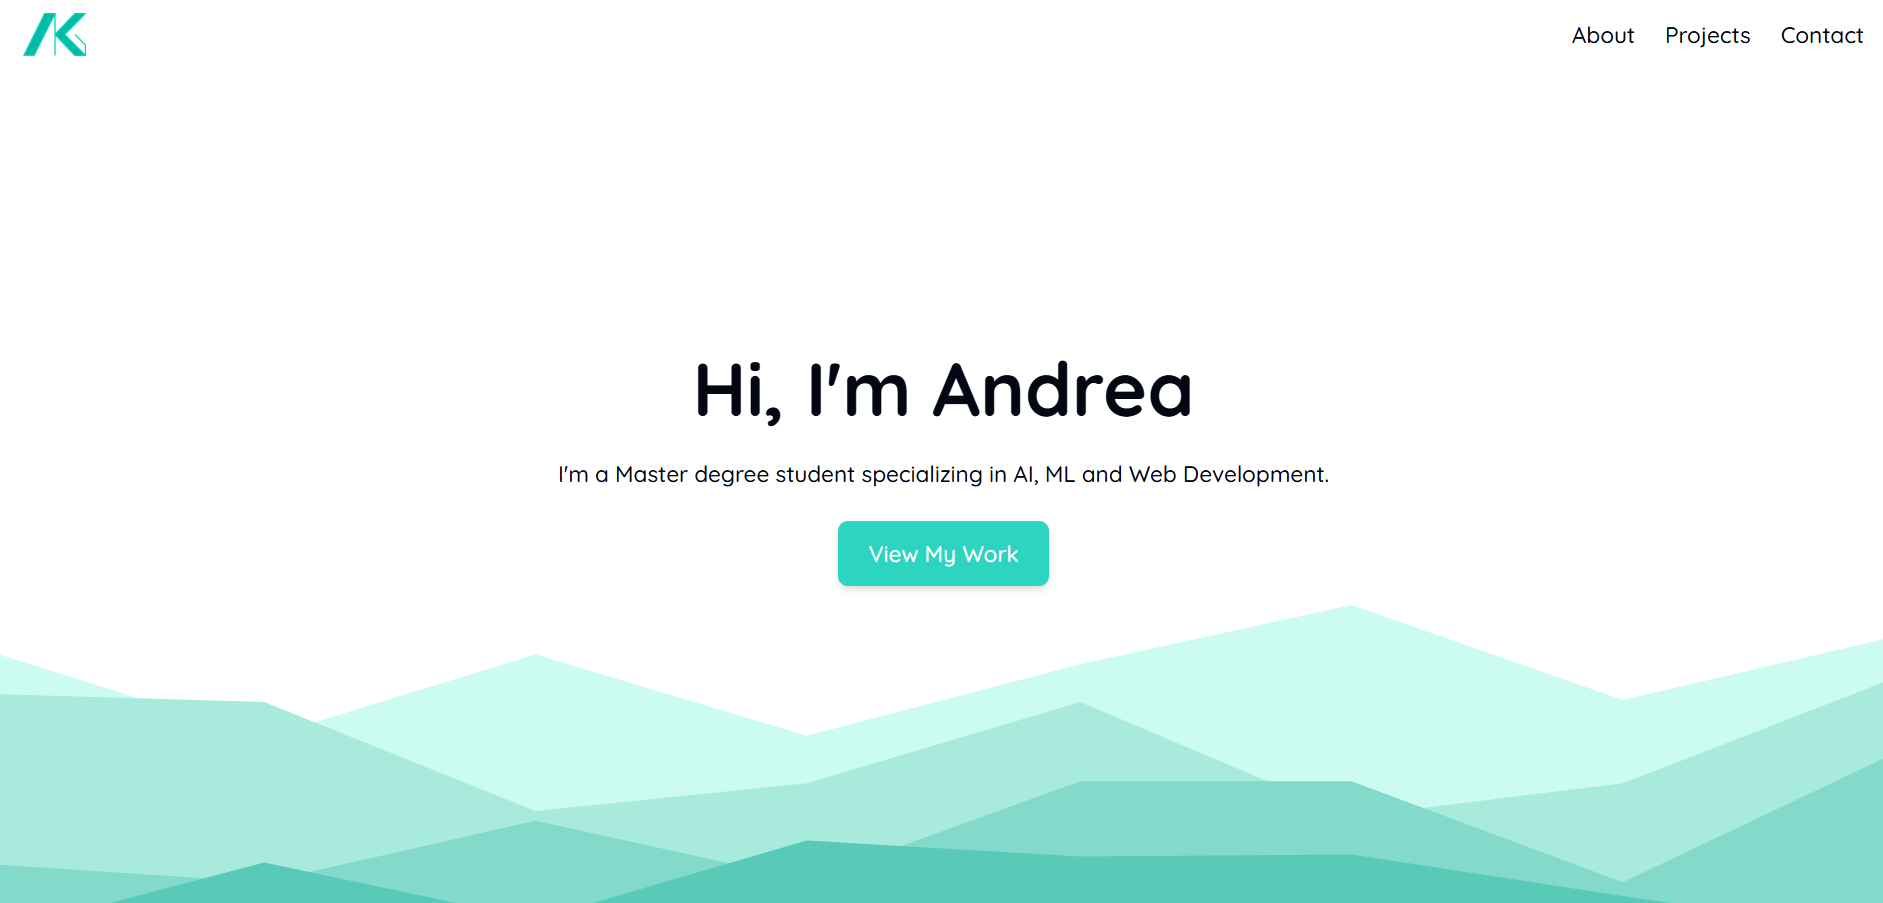 AK
About Projects Contact
Hi, I'm Andrea
I'm a Master degree student specializing in AI, ML and Web Development.
View My Work